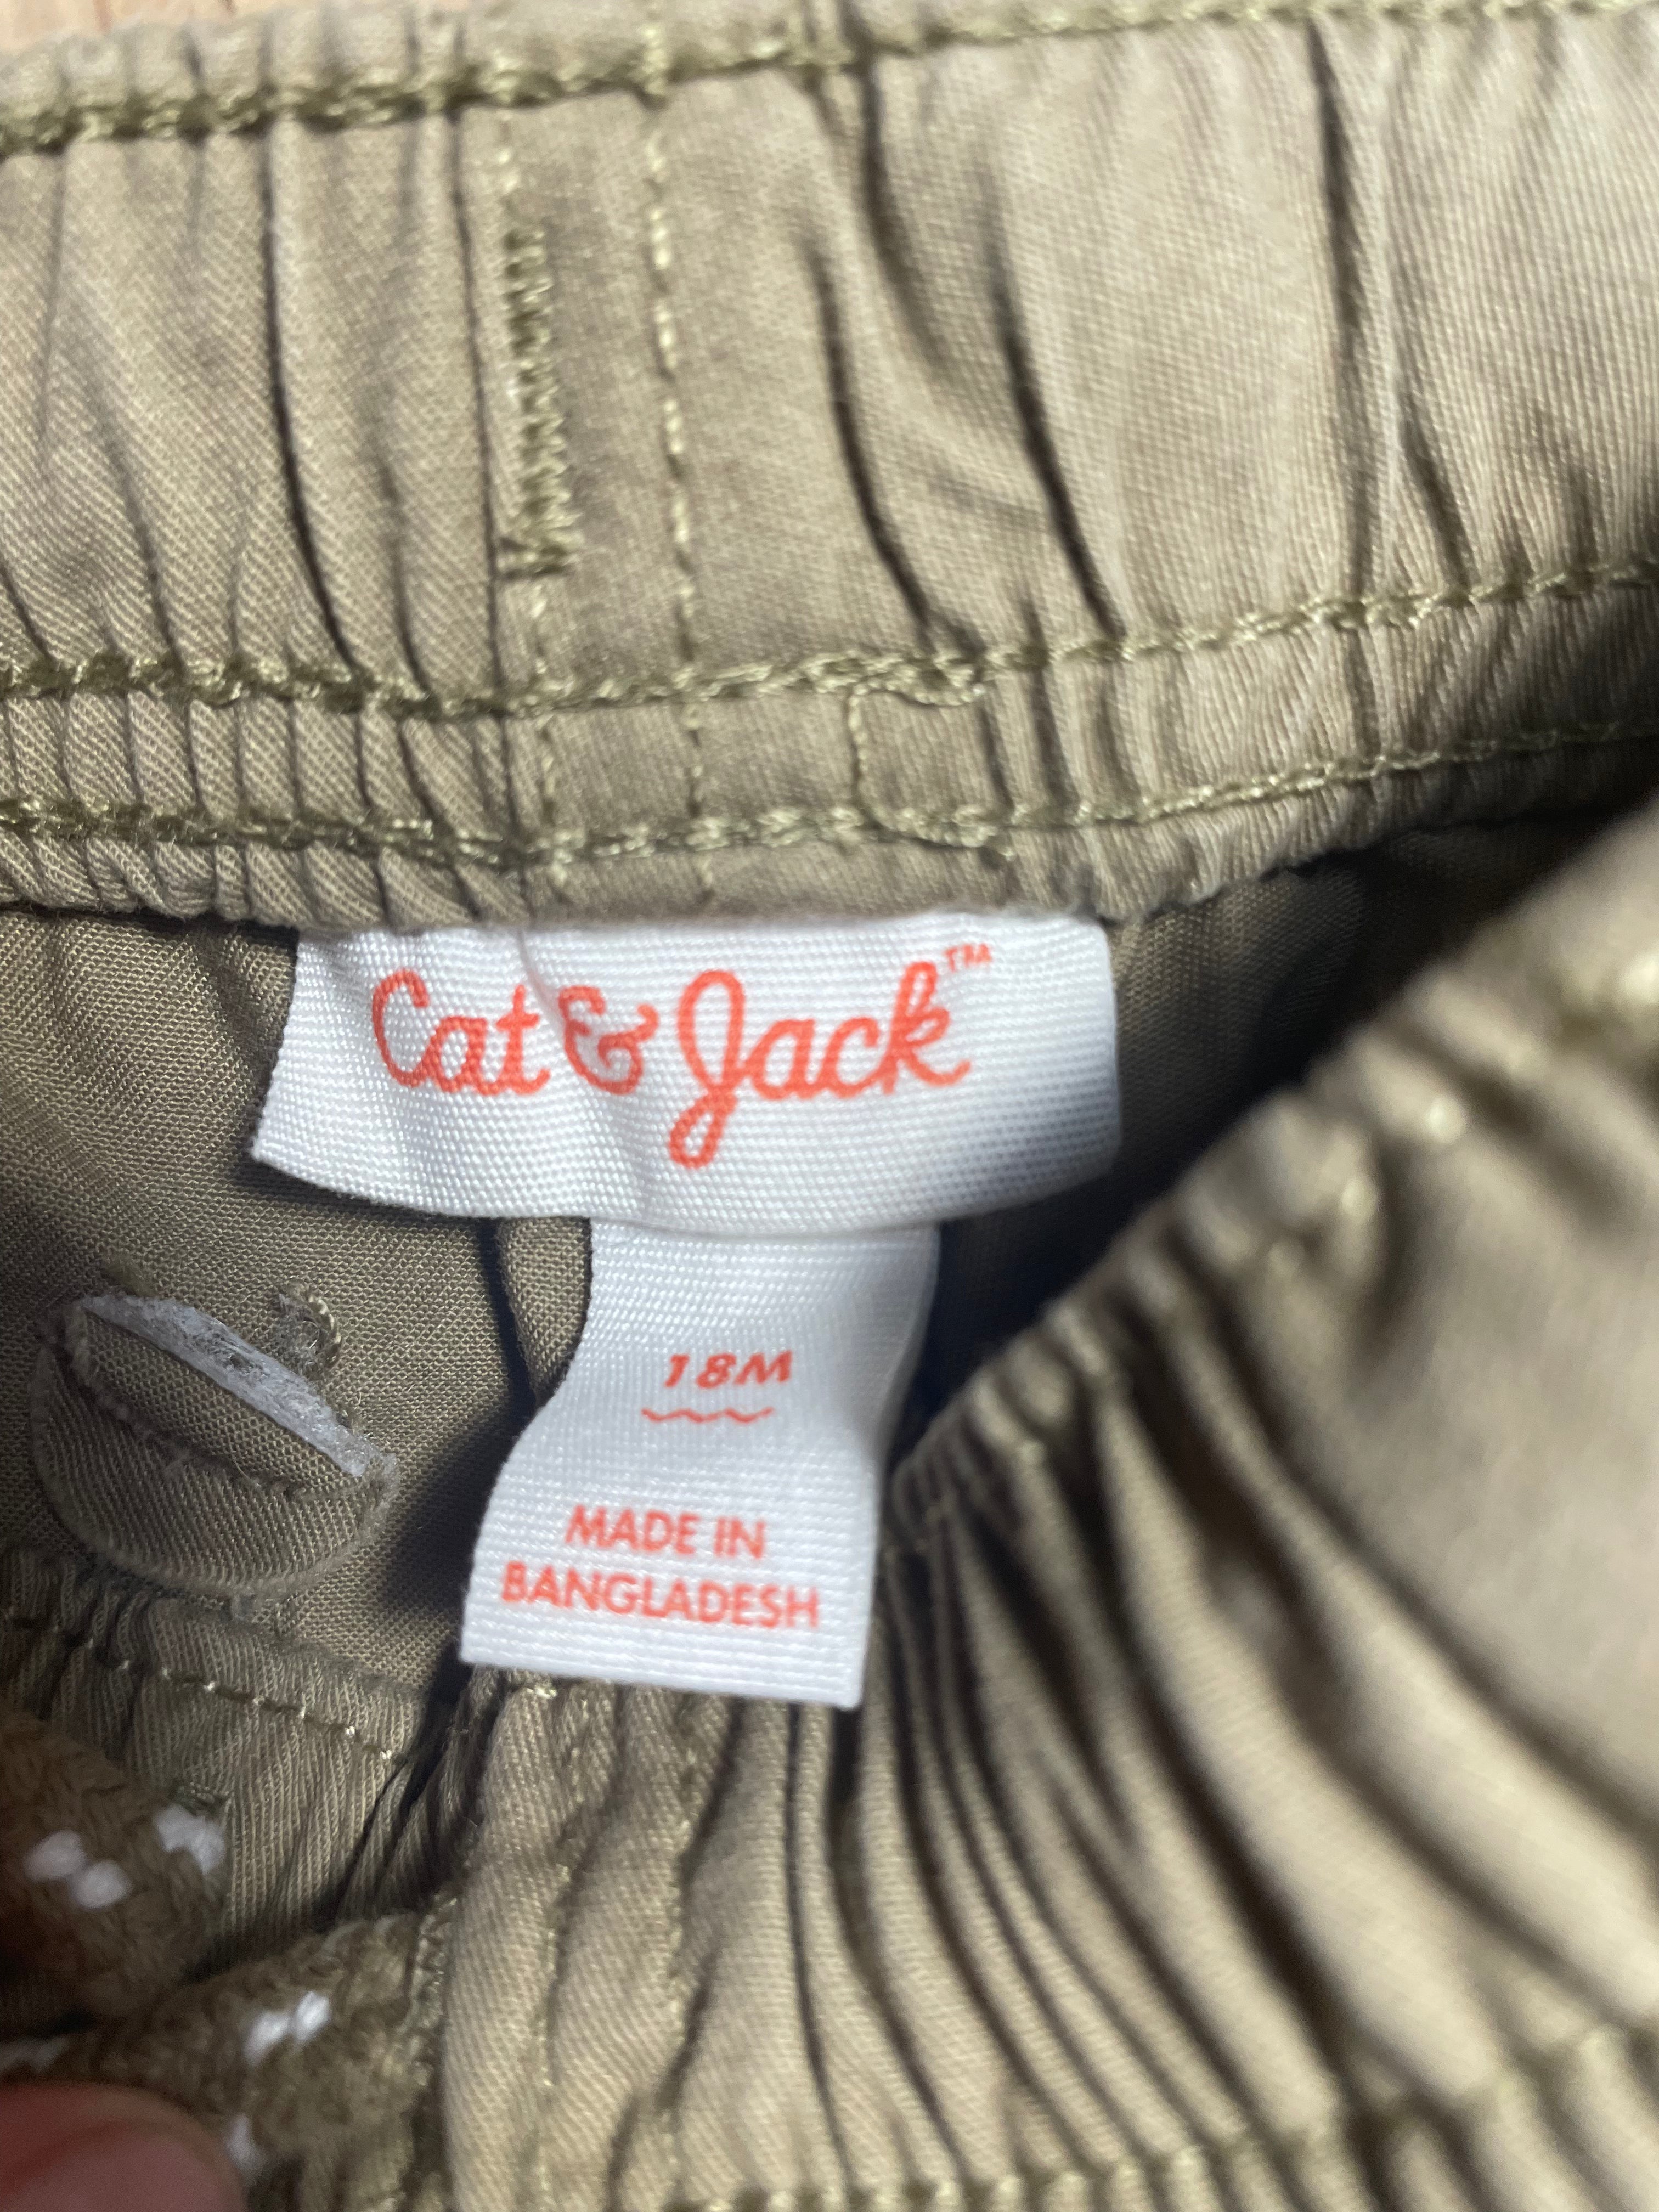 Cat & Jack™
18M
MADE IN
BANGLADESH